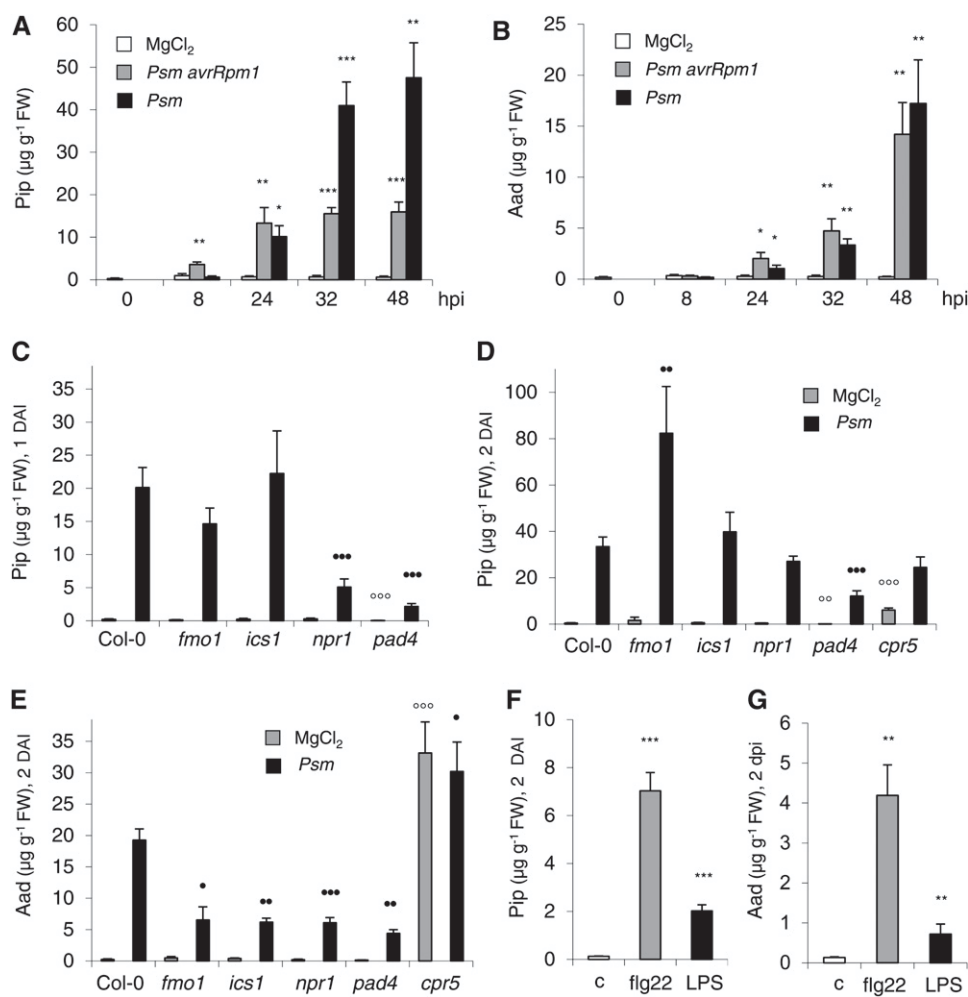 A
Pip (µg g⁻¹ FW)
60
50
40
30
20
10
0
MgCl₂
Psm avrRpm1
Psm
**
**
*
***
***
***
**
0 8 24 32 48 hpi
B
Aad (µg g⁻¹ FW)
25
20
15
10
5
0
MgCl₂
Psm avrRpm1
Psm
*
*
**
**
**
**
0 8 24 32 48 hpi
C
Pip (µg g⁻¹ FW), 1 DAI
35
30
25
20
15
10
5
0
•••
○○○
•••
Col-0 fmo1 ics1 npr1 pad4
D
Pip (µg g⁻¹ FW), 2 DAI
100
80
60
40
20
0
MgCl₂
Psm
••
○○
•••
○○○
Col-0 fmo1 ics1 npr1 pad4 cpr5
E
Aad (µg g⁻¹ FW), 2 DAI
35
30
25
20
15
10
5
0
MgCl₂
Psm
•
••
•••
••
○○○
•
Col-0 fmo1 ics1 npr1 pad4 cpr5
F
Pip (µg g⁻¹ FW), 2 DAI
10
8
6
4
2
0
***
***
c flg22 LPS
G
Aad (µg g⁻¹ FW), 2 dpi
6
5
4
3
2
1
0
**
**
c flg22 LPS